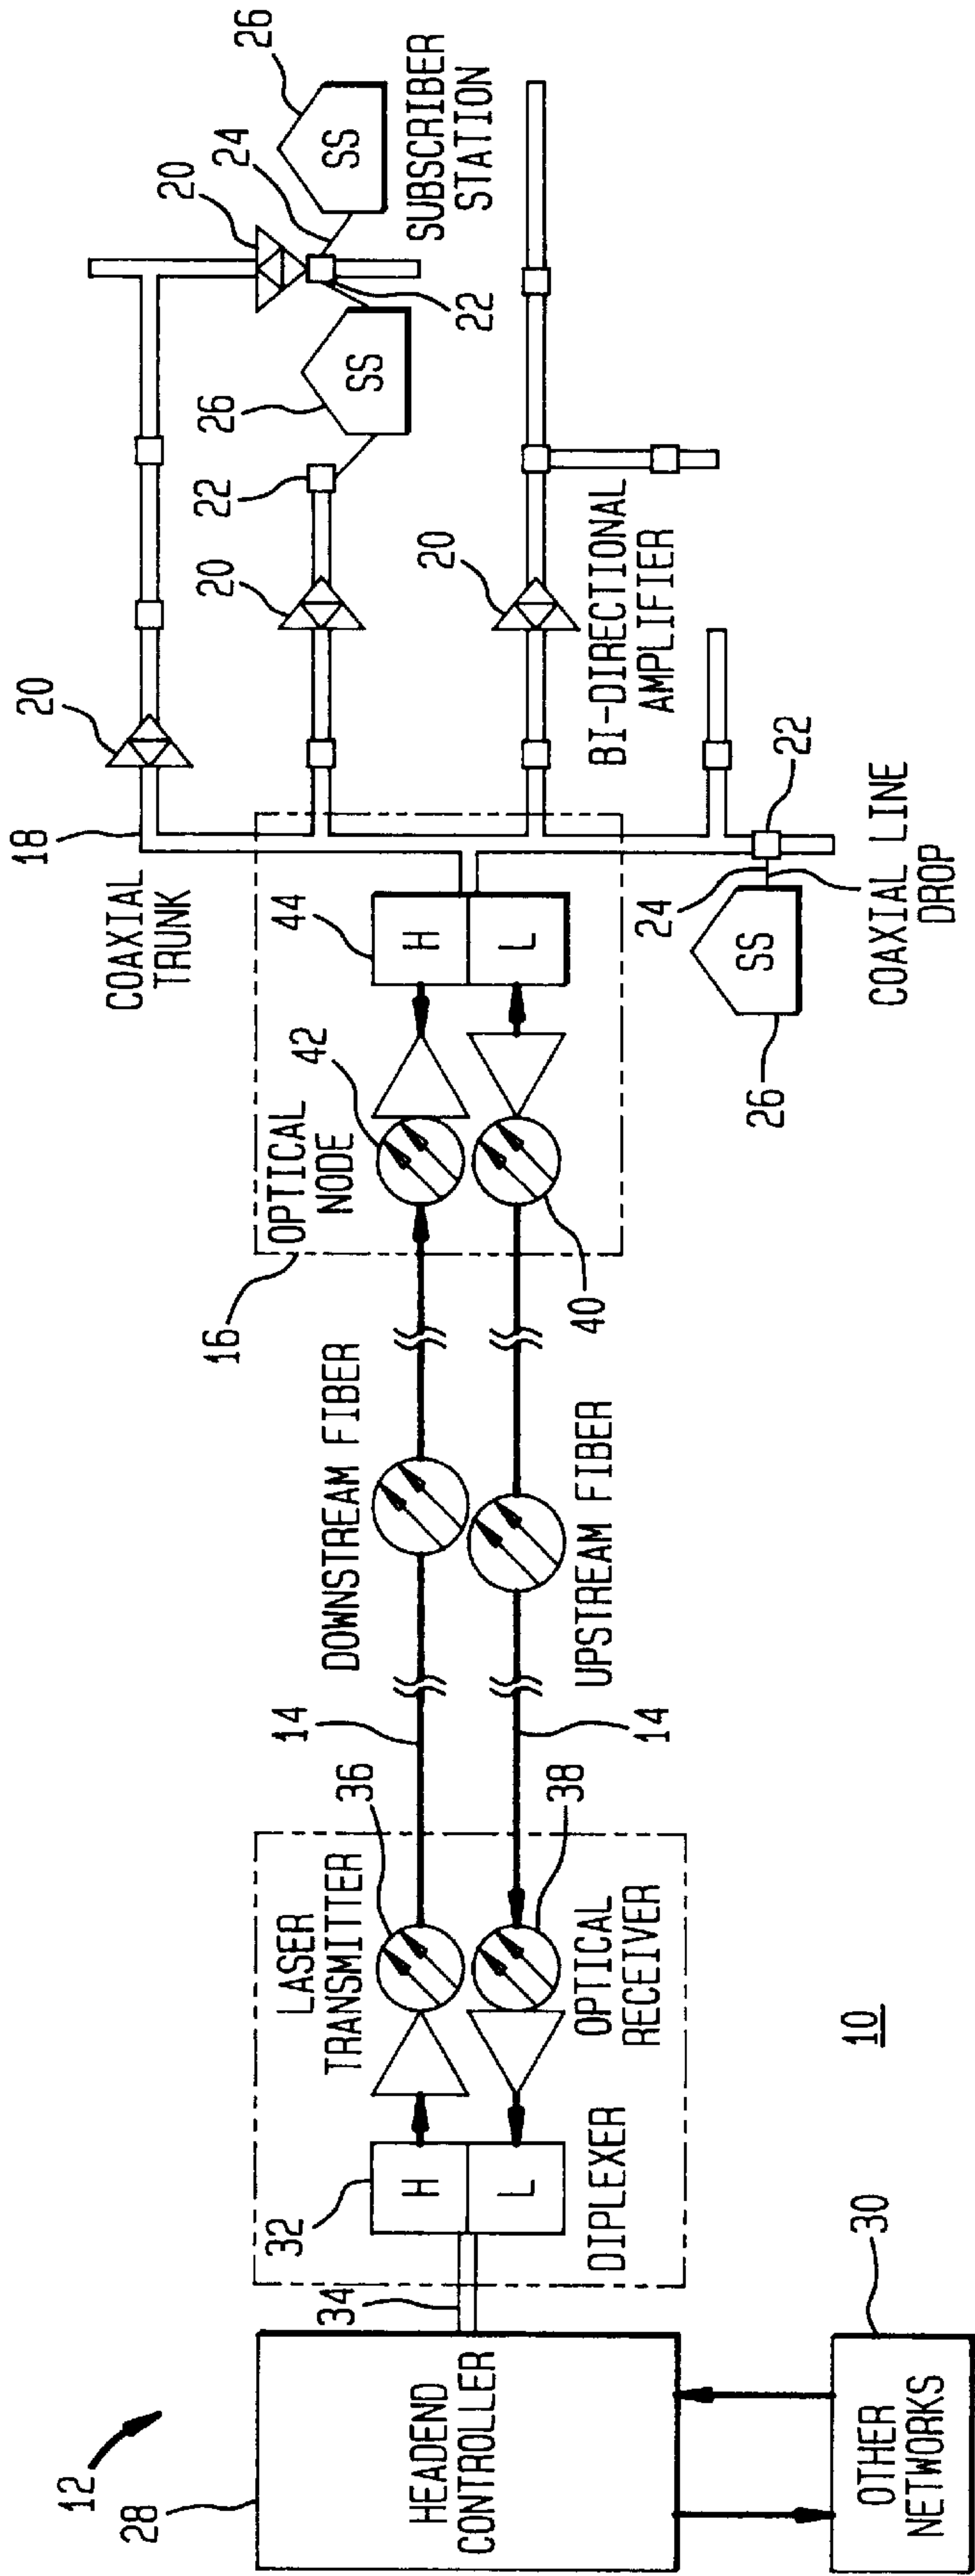 12
28
HEADEND
CONTROLLER
OTHER
NETWORKS
30
34
32
H
L
DIPLEXER
LASER
TRANSMITTER
36
OPTICAL
RECEIVER
38
10
14
14
DOWNSTREAM FIBER
UPSTREAM FIBER
16
OPTICAL
NODE
42
40
44
H
L
COAXIAL
TRUNK
18
20
20
20
20
BI-DIRECTIONAL
AMPLIFIER
22
22
22
24
24
26
26
26
SS
SS
SS
SUBSCRIBER
STATION
COAXIAL LINE
DROP